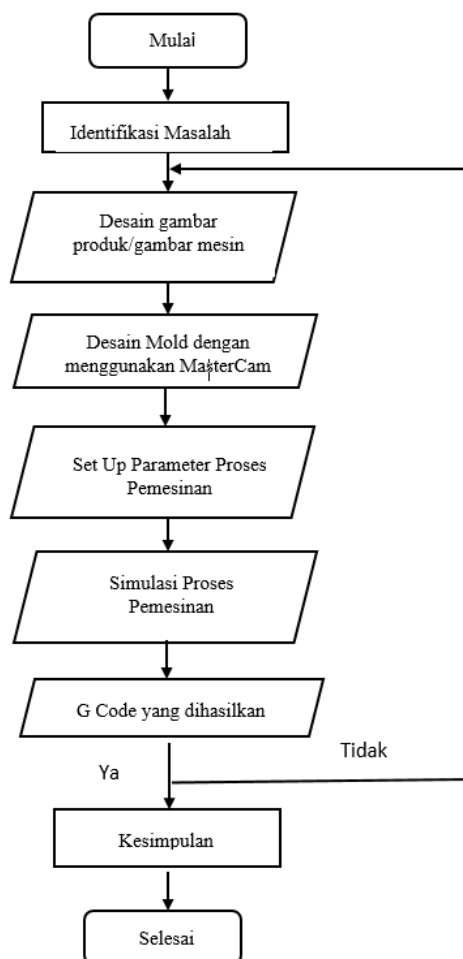 Mulai
Identifikasi Masalah
Desain gambar
produk/gambar mesin
Desain Mold dengan
menggunakan MasterCam
Set Up Parameter Proses
Pemesinan
Simulasi Proses
Pemesinan
G Code yang dihasilkan
Tidak
Ya
Kesimpulan
Selesai